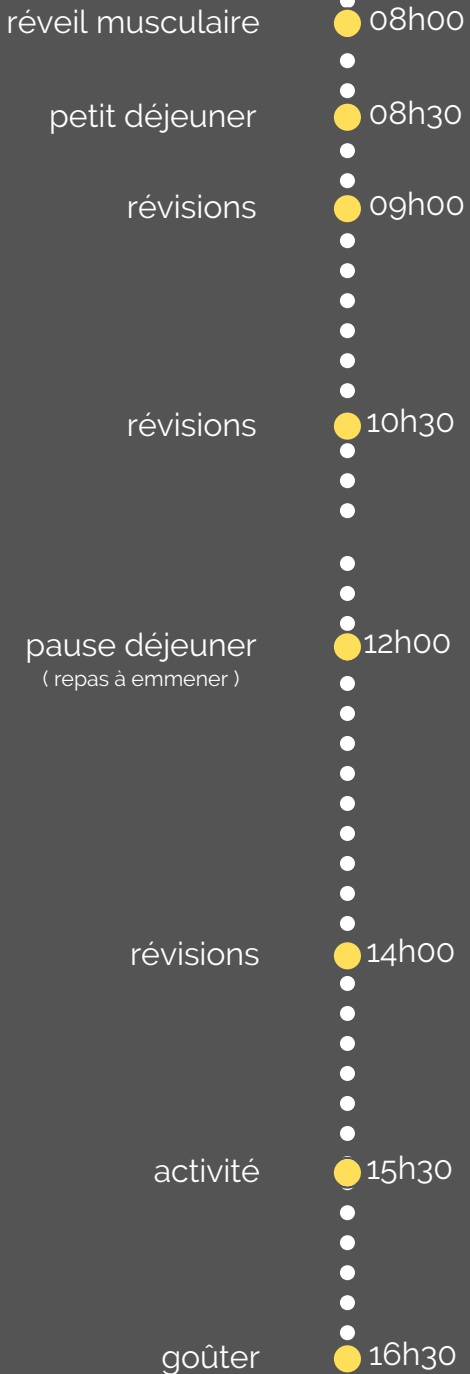 réveil musculaire 08h00
petit déjeuner 08h30
révisions 09h00
révisions 10h30
pause déjeuner 12h00
( repas à emmener )
révisions 14h00
activité 15h30
goûter 16h30